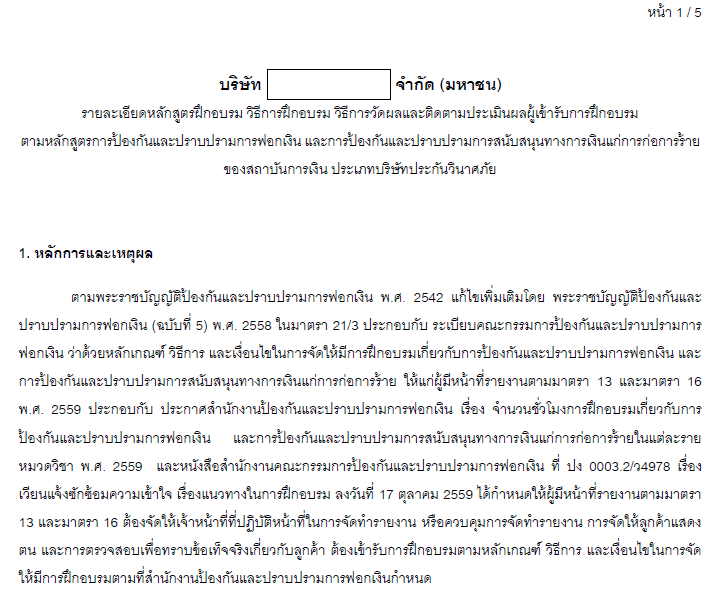 หน้า 1 / 5
บริษัท จำกัด (มหาชน)
รายละเอียดหลักสูตรฝึกอบรม วิธีการฝึกอบรม วิธีการวัดผลและติดตามประเมินผลผู้เข้ารับการฝึกอบรม
ตามหลักสูตรการป้องกันและปราบปรามการฟอกเงิน และการป้องกันและปราบปรามการสนับสนุนทางการเงินแก่การก่อการร้าย
ของสถาบันการเงิน ประเภทบริษัทประกันวินาศภัย
1. หลักการและเหตุผล
ตามพระราชบัญญัติป้องกันและปราบปรามการฟอกเงิน พ.ศ. 2542 แก้ไขเพิ่มเติมโดย พระราชบัญญัติป้องกันและ
ปราบปรามการฟอกเงิน (ฉบับที่ 5) พ.ศ. 2558 ในมาตรา 21/3 ประกอบกับ ระเบียบคณะกรรมการป้องกันและปราบปรามการ
ฟอกเงิน ว่าด้วยหลักเกณฑ์ วิธีการ และเงื่อนไขในการจัดให้มีการฝึกอบรมเกี่ยวกับการป้องกันและปราบปรามการฟอกเงิน และ
การป้องกันและปราบปรามการสนับสนุนทางการเงินแก่การก่อการร้าย ให้แก่ผู้มีหน้าที่รายงานตามมาตรา 13 และมาตรา 16
พ.ศ. 2559 ประกอบกับ ประกาศสำนักงานป้องกันและปราบปรามการฟอกเงิน เรื่อง จำนวนชั่วโมงการฝึกอบรมเกี่ยวกับการ
ป้องกันและปราบปรามการฟอกเงิน และการป้องกันและปราบปรามการสนับสนุนทางการเงินแก่การก่อการร้ายในแต่ละราย
หมวดวิชา พ.ศ. 2559 และหนังสือสำนักงานคณะกรรมการป้องกันและปราบปรามการฟอกเงิน ที่ ปง 0003.2/ว4978 เรื่อง
เวียนแจ้งซักซ้อมความเข้าใจ เรื่องแนวทางในการฝึกอบรม ลงวันที่ 17 ตุลาคม 2559 ได้กำหนดให้ผู้มีหน้าที่รายงานตามมาตรา
13 และมาตรา 16 ต้องจัดให้เจ้าหน้าที่ที่ปฏิบัติหน้าที่ในการจัดทำรายงาน หรือควบคุมการจัดทำรายงาน การจัดให้ลูกค้าแสดง
ตน และการตรวจสอบเพื่อทราบข้อเท็จจริงเกี่ยวกับลูกค้า ต้องเข้ารับการฝึกอบรมตามหลักเกณฑ์ วิธีการ และเงื่อนไขในการจัด
ให้มีการฝึกอบรมตามที่สำนักงานป้องกันและปราบปรามการฟอกเงินกำหนด